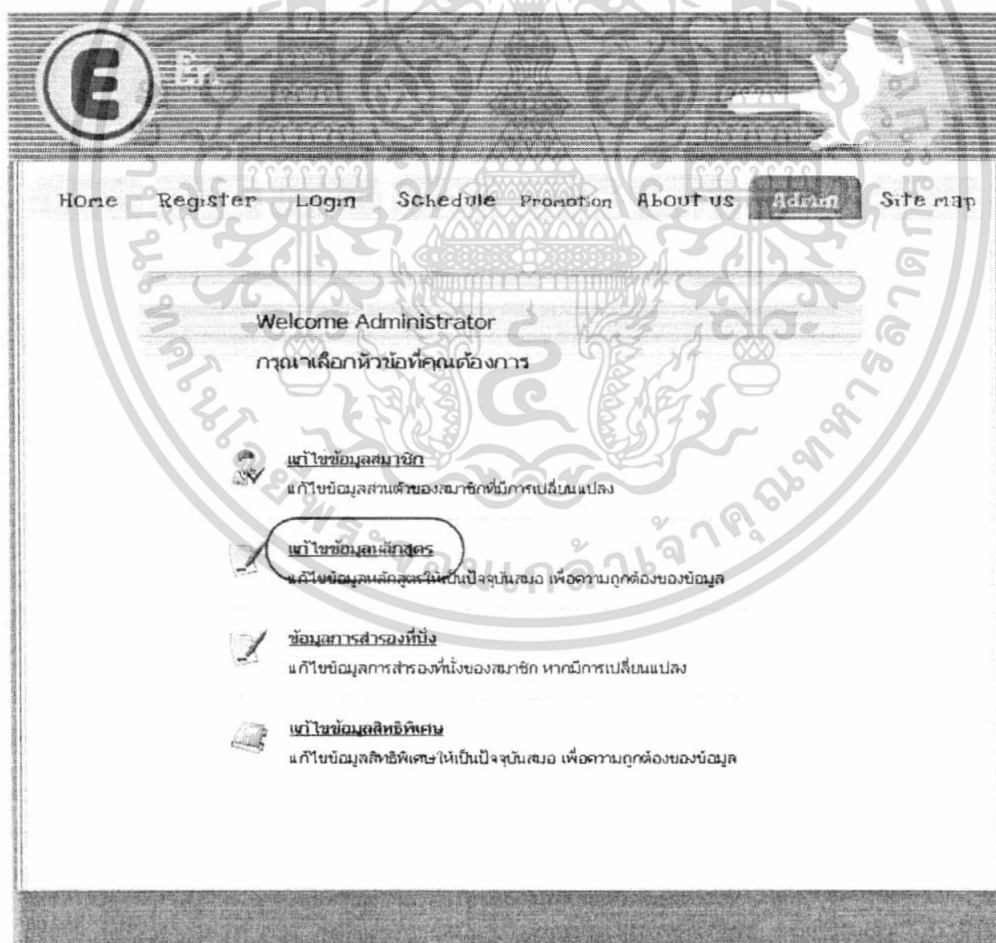 E
En
Home Register Login Schedule Promotion About us Admin Site map
Welcome Administrator
กรุณาเลือกหัวข้อที่คุณต้องการ
แก้ไขข้อมูลสมาชิก
แก้ไขข้อมูลส่วนตัวของสมาชิกที่มีการเปลี่ยนแปลง
แก้ไขข้อมูลหลักสูตร
แก้ไขข้อมูลหลักสูตรให้เป็นปัจจุบันสมอ เพื่อความถูกต้องของข้อมูล
ข้อมูลการสำรองที่นั่ง
แก้ไขข้อมูลการสำรองที่นั่งของสมาชิก หากมีการเปลี่ยนแปลง
แก้ไขข้อมูลสิทธิพิเศษ
แก้ไขข้อมูลสิทธิพิเศษให้เป็นปัจจุบันสมอ เพื่อความถูกต้องของข้อมูล